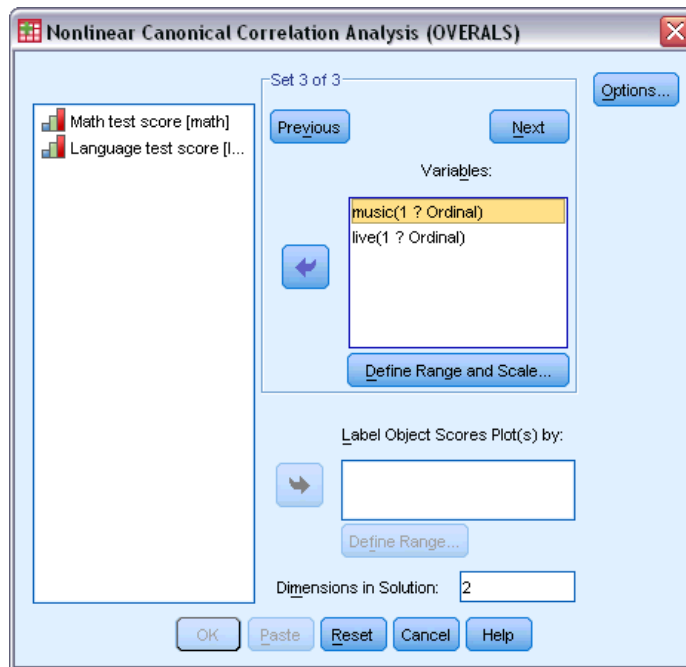 Nonlinear Canonical Correlation Analysis (OVERALS)
Set 3 of 3
Options...
Math test score [math]
Language test score [l...
Previous
Next
Variables:
music(1 ? Ordinal)
live(1 ? Ordinal)
Define Range and Scale...
Label Object Scores Plot(s) by:
Define Range...
Dimensions in Solution: 2
OK Paste Reset Cancel Help